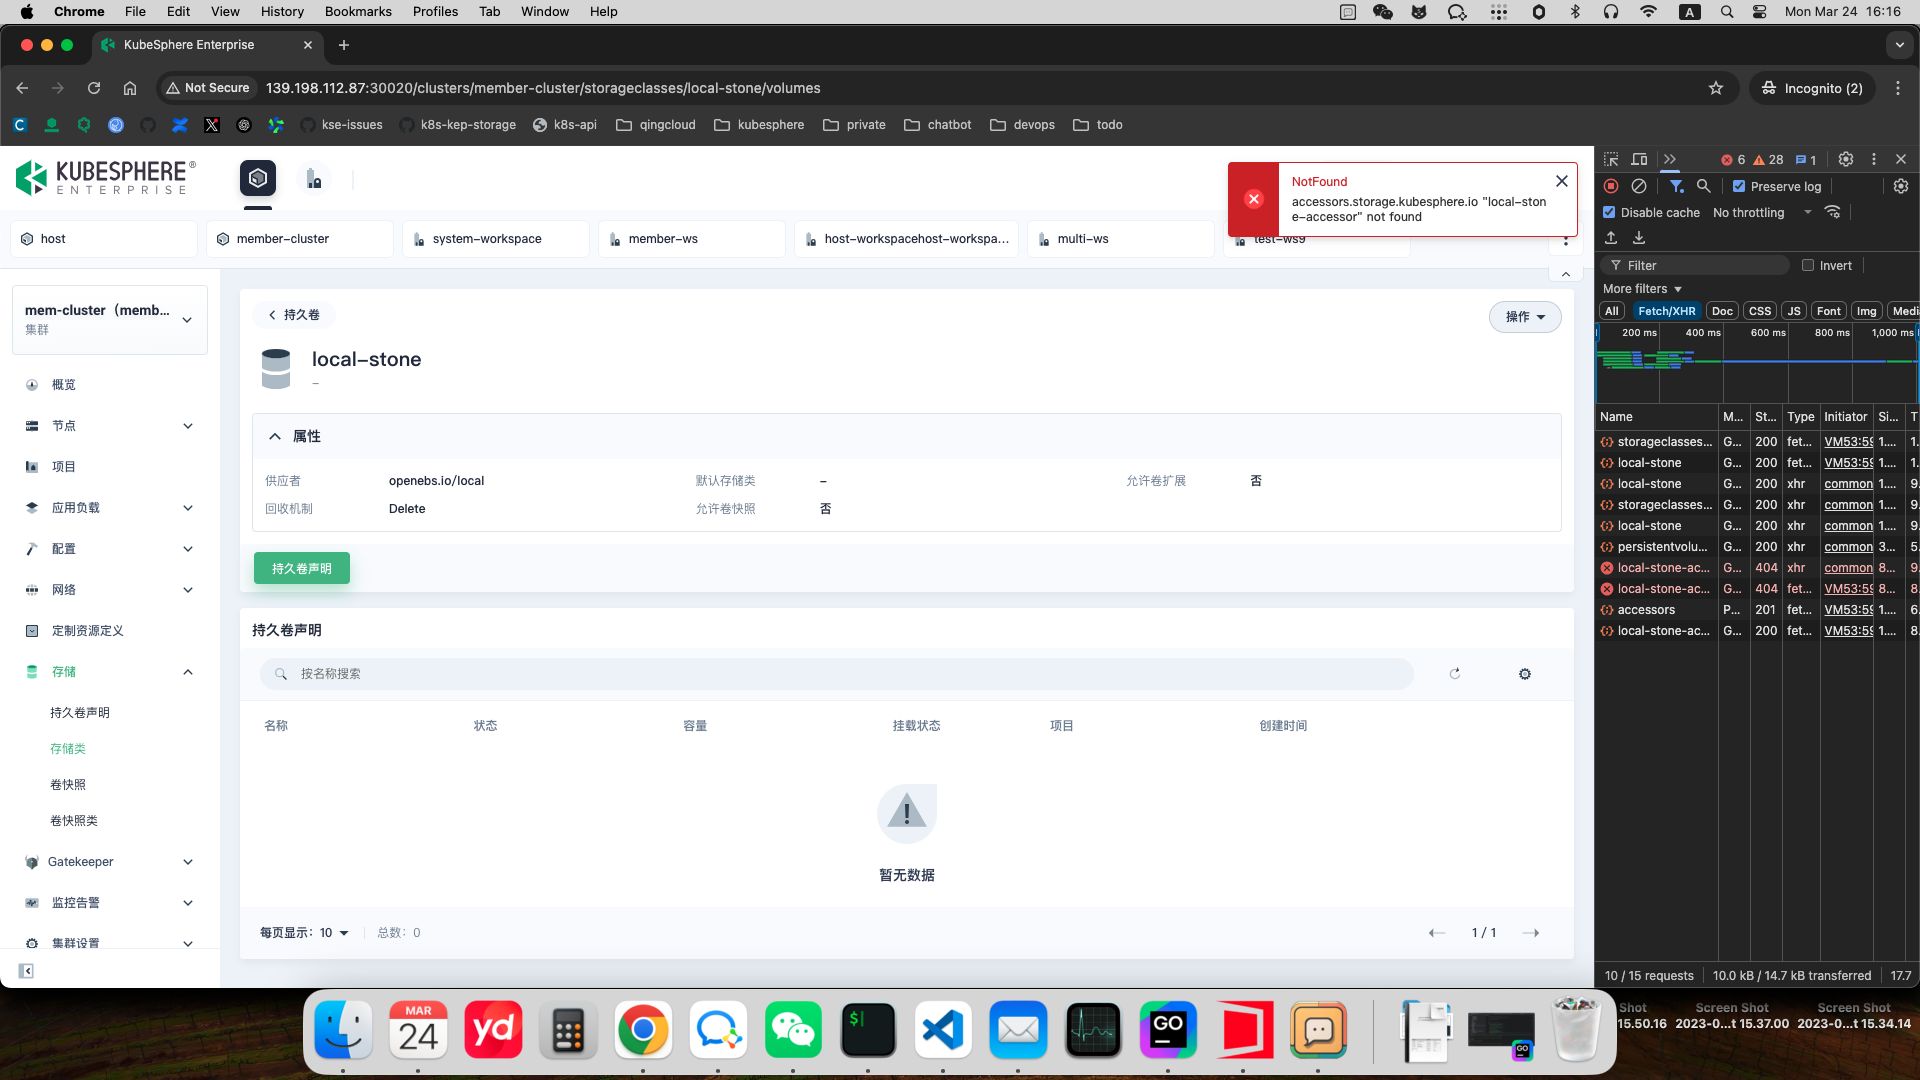 Chrome File Edit View History Bookmarks Profiles Tab Window Help
A
Mon Mar 24 16:16
KubeSphere Enterprise
Not Secure 139.198.112.87:30020/clusters/member-cluster/storageclasses/local-stone/volumes
Incognito (2)
kse-issues k8s-kep-storage k8s-api qingcloud kubesphere private chatbot devops todo
KUBESPHERE®
ENTERPRISE
NotFound
accessors.storage.kubesphere.io "local-ston
e-accessor" not found
host member-cluster system-workspace member-ws host-workspacehost-workspa... multi-ws test-ws9
mem-cluster（memb...
集群
概览
节点
项目
应用负载
配置
网络
定制资源定义
存储
持久卷声明
存储类
卷快照
卷快照类
Gatekeeper
监控告警
集群设置
持久卷
操作
local-stone
–
属性
供应者 openebs.io/local 默认存储类 – 允许卷扩展 否
回收机制 Delete 允许卷快照 否
持久卷声明
持久卷声明
按名称搜索
名称 状态 容量 挂载状态 项目 创建时间
暂无数据
每页显示: 10 总数: 0
1 / 1
6 28 1
Preserve log
Disable cache No throttling
Filter Invert
More filters
All Fetch/XHR Doc CSS JS Font Img Medi
200 ms 400 ms 600 ms 800 ms 1,000 ms
Name M... St... Type Initiator Si... T
storageclasses... G... 200 fet... VM53:59 1.... 1.
local-stone G... 200 fet... VM53:59 1.... 1.
local-stone G... 200 xhr common 1.... 9.
storageclasses... G... 200 xhr common 1.... 9.
local-stone G... 200 xhr common 1.... 9.
persistentvolu... G... 200 xhr common 3... 5.
local-stone-ac... G... 404 xhr common 8... 9.
local-stone-ac... G... 404 fet... VM53:59 8... 8.
accessors P... 201 fet... VM53:59 1.... 6.
local-stone-ac... G... 200 fet... VM53:59 1.... 8.
10 / 15 requests 10.0 kB / 14.7 kB transferred 17.7
MAR
24
yd
$
GO
GO
Shot
15.50.16
Screen Shot
2023-0...t 15.37.00
Screen Shot
2023-0...t 15.34.14